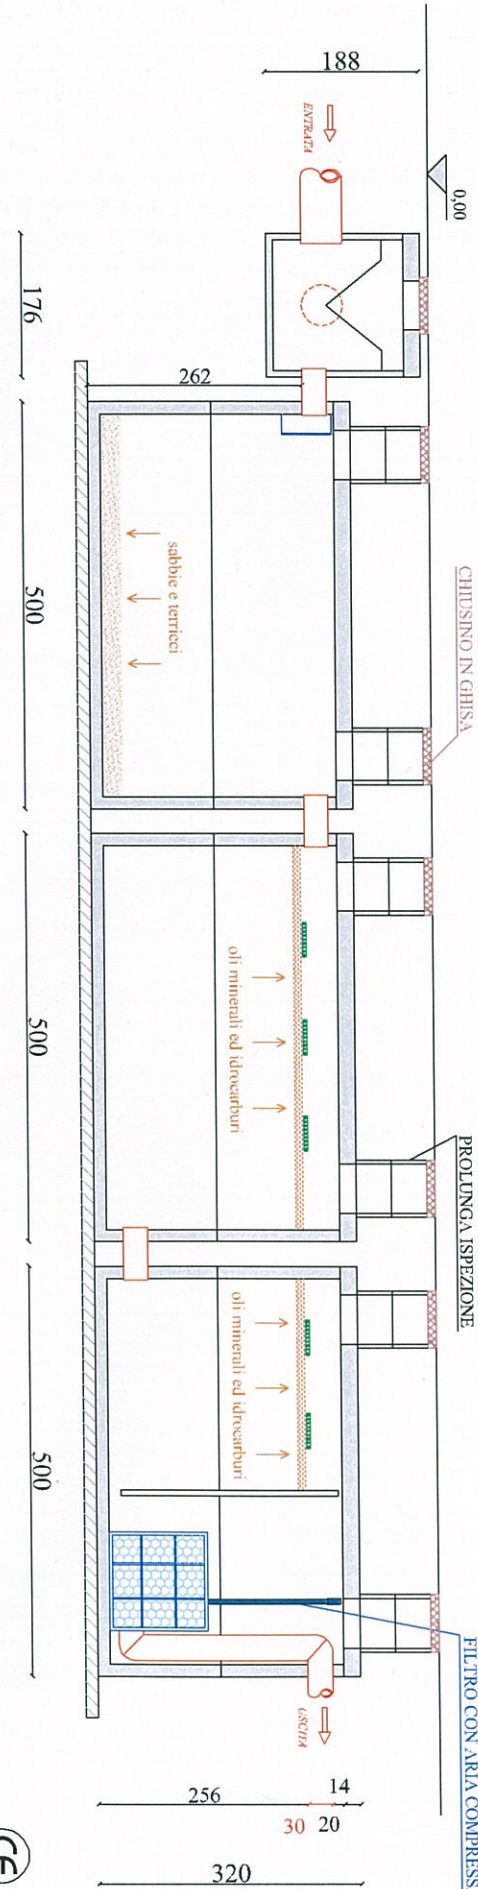 0,00
188
ENTRATA
176
262
500
sabbie e terricci
CHIUSINO IN GHISA
500
oli minerali ed idrocarburi
PROLUNGA ISPEZIONE
500
oli minerali ed idrocarburi
FILTRO CON ARIA COMPRESS
USCITA
256
30
20
14
320
CE